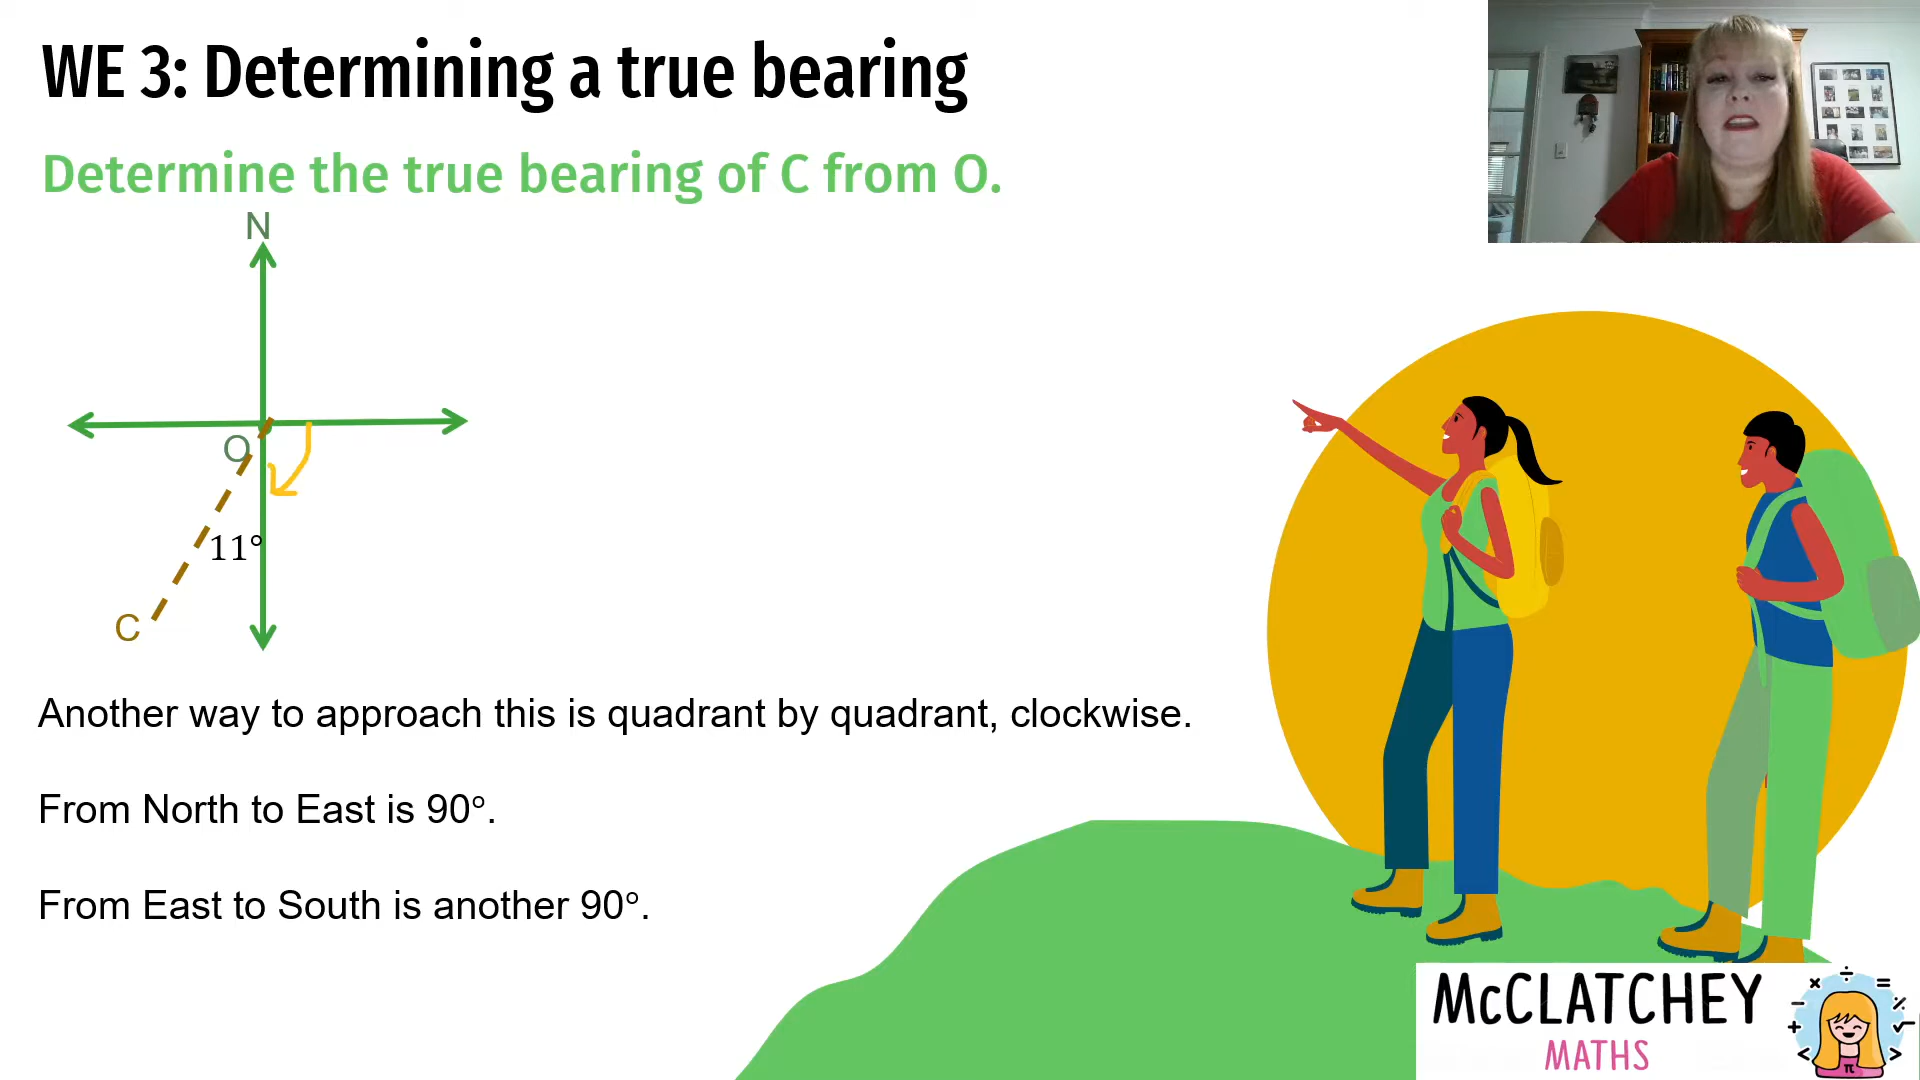 WE 3: Determining a true bearing
Determine the true bearing of C from O.
N
O
11°
C
Another way to approach this is quadrant by quadrant, clockwise.
From North to East is 90°.
From East to South is another 90°.
McCLATCHEY
MATHS